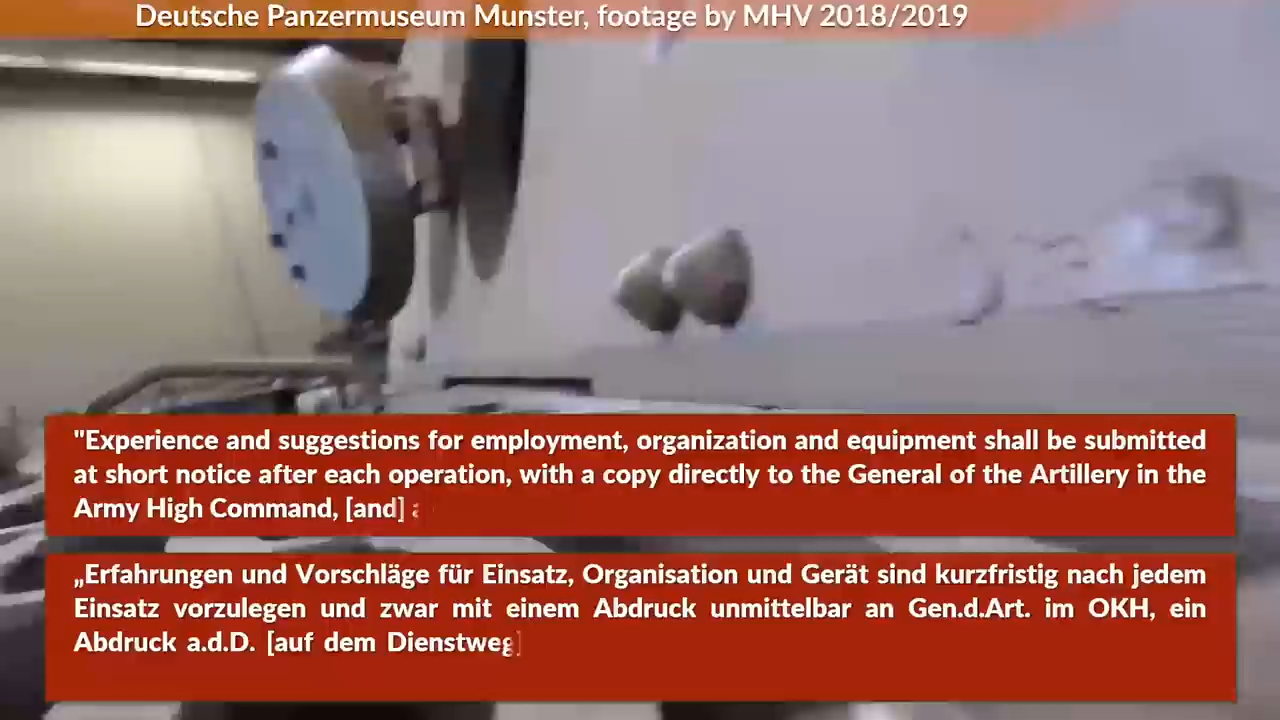 Deutsche Panzermuseum Munster, footage by MHV 2018/2019
"Experience and suggestions for employment, organization and equipment shall be submitted
at short notice after each operation, with a copy directly to the General of the Artillery in the
Army High Command, [and]
„Erfahrungen und Vorschläge für Einsatz, Organisation und Gerät sind kurzfristig nach jedem
Einsatz vorzulegen und zwar mit einem Abdruck unmittelbar an Gen.d.Art. im OKH, ein
Abdruck a.d.D. [auf dem Dienstweg]